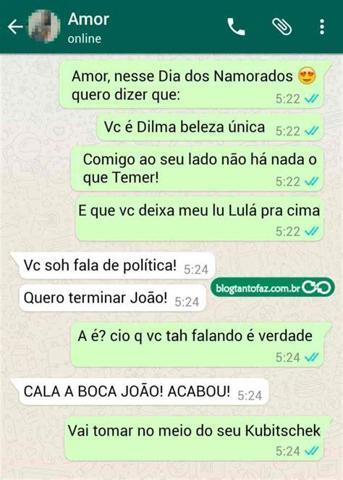 Amor
online
Amor, nesse Dia dos Namorados 😍
quero dizer que:
5:22
Vc é Dilma beleza única 5:22
Comigo ao seu lado não há nada o
que Temer!
5:22
E que vc deixa meu lu Lulá pra cima
5:22
Vc soh fala de política! 5:24
blogtantofaz.com.br
Quero terminar João! 5:24
A é? cio q vc tah falando é verdade
5:24
CALA A BOCA JOÃO! ACABOU! 5:24
Vai tomar no meio do seu Kubitschek
5:24